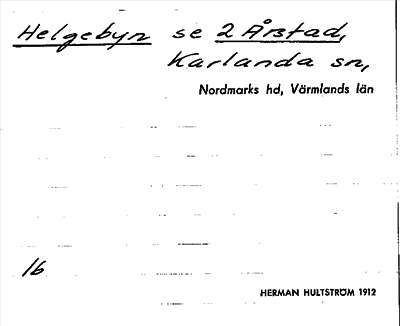 Helgebyn se 2 Årstad,
Karlanda sn,
Nordmarks hd, Värmlands län
16
HERMAN HULTSTRÖM 1912